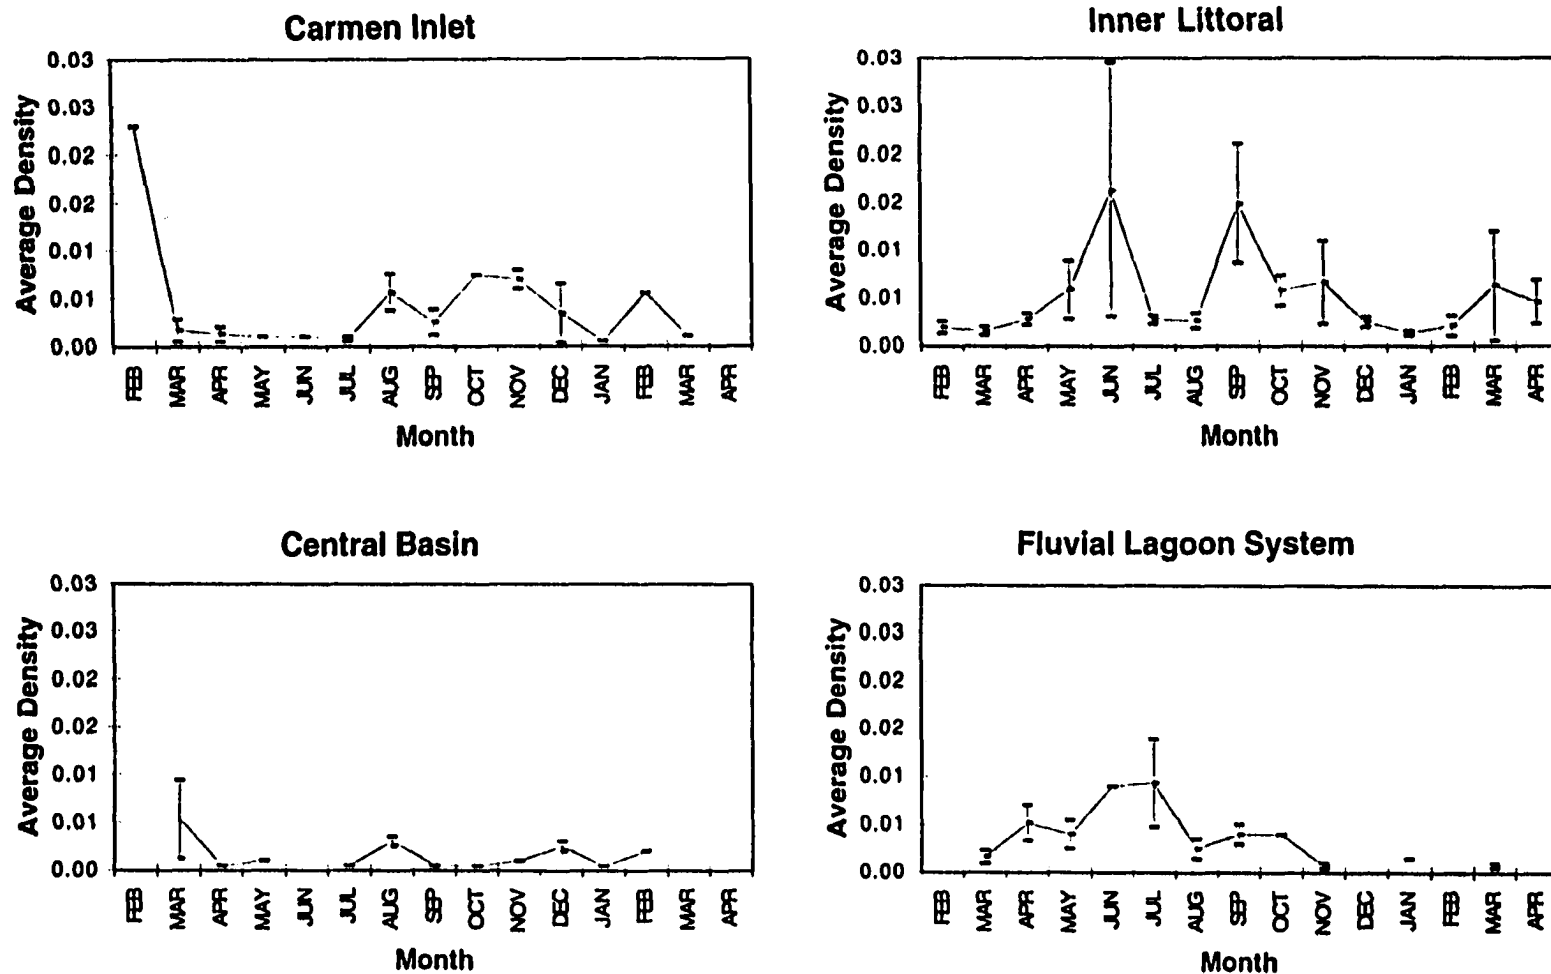 Carmen Inlet
Average Density
0.03
0.03
0.02
0.02
0.01
0.01
0.00
FEB MAR APR MAY JUN JUL AUG SEP OCT NOV DEC JAN FEB MAR APR
Month
Inner Littoral
Average Density
0.03
0.03
0.02
0.02
0.01
0.01
0.00
FEB MAR APR MAY JUN JUL AUG SEP OCT NOV DEC JAN FEB MAR APR
Month
Central Basin
Average Density
0.03
0.03
0.02
0.02
0.01
0.01
0.00
FEB MAR APR MAY JUN JUL AUG SEP OCT NOV DEC JAN FEB MAR APR
Month
Fluvial Lagoon System
Average Density
0.03
0.03
0.02
0.02
0.01
0.01
0.00
FEB MAR APR MAY JUN JUL AUG SEP OCT NOV DEC JAN FEB MAR APR
Month